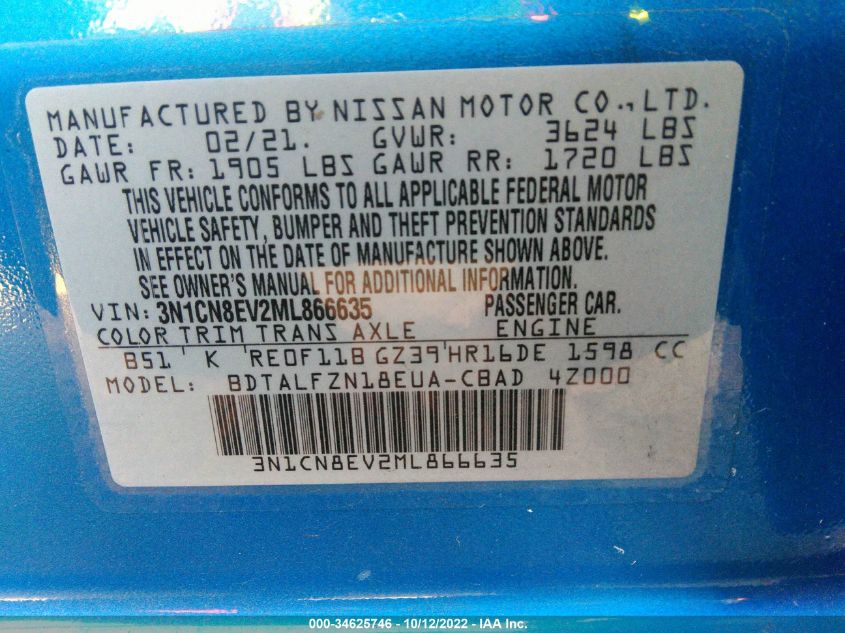 MANUFACTURED BY NISSAN MOTOR CO., LTD.
DATE: 02/21. GVWR: 3624 LBS
GAWR FR: 1905 LBS GAWR RR: 1720 LBS
THIS VEHICLE CONFORMS TO ALL APPLICABLE FEDERAL MOTOR
VEHICLE SAFETY, BUMPER AND THEFT PREVENTION STANDARDS
IN EFFECT ON THE DATE OF MANUFACTURE SHOWN ABOVE.
SEE OWNER'S MANUAL FOR ADDITIONAL INFORMATION.
VIN: 3N1CN8EV2ML866635 PASSENGER CAR.
COLOR TRIM TRANS AXLE ENGINE
B51 K RE0F11B GZ39 HR16DE 1598 CC
MODEL: BDTALFZN18EUA-CBAD 4Z000
3N1CN8EV2ML866635
000-34625746 - 10/12/2022 - IAA Inc.